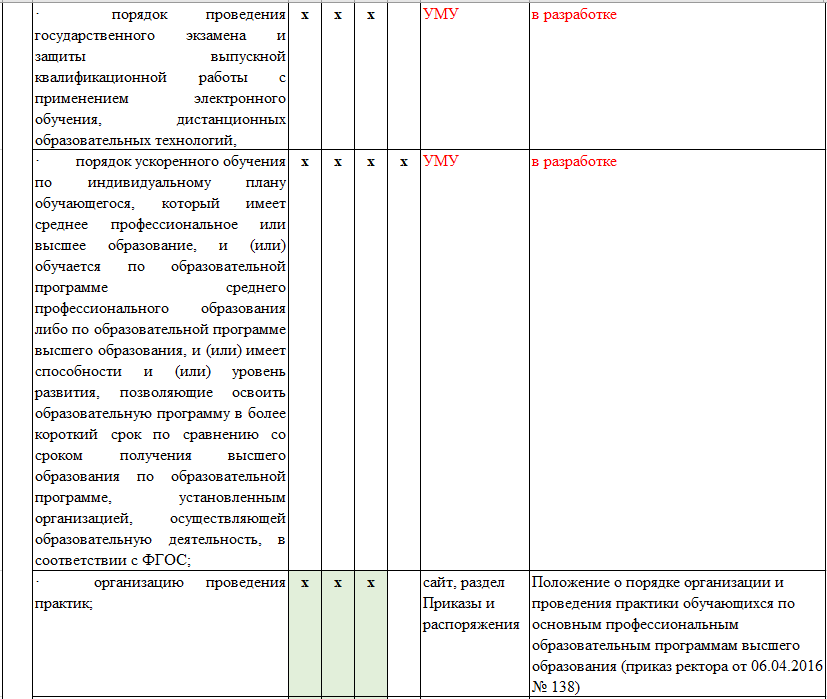 · порядок проведения
государственного экзамена и
защиты выпускной
квалификационной работы с
применением электронного
обучения, дистанционных
образовательных технологий,
х х х
УМУ
в разработке
· порядок ускоренного обучения
по индивидуальному плану
обучающегося, который имеет
среднее профессиональное или
высшее образование, и (или)
обучается по образовательной
программе среднего
профессионального образования
либо по образовательной программе
высшего образования, и (или) имеет
способности и (или) уровень
развития, позволяющие освоить
образовательную программу в более
короткий срок по сравнению со
сроком получения высшего
образования по образовательной
программе, установленным
организацией, осуществляющей
образовательную деятельность, в
соответствии с ФГОС;
х х х х
УМУ
в разработке
· организацию проведения
практик;
х х х
сайт, раздел
Приказы и
распоряжения
Положение о порядке организации и
проведения практики обучающихся по
основным профессиональным
образовательным программам высшего
образования (приказ ректора от 06.04.2016
№ 138)